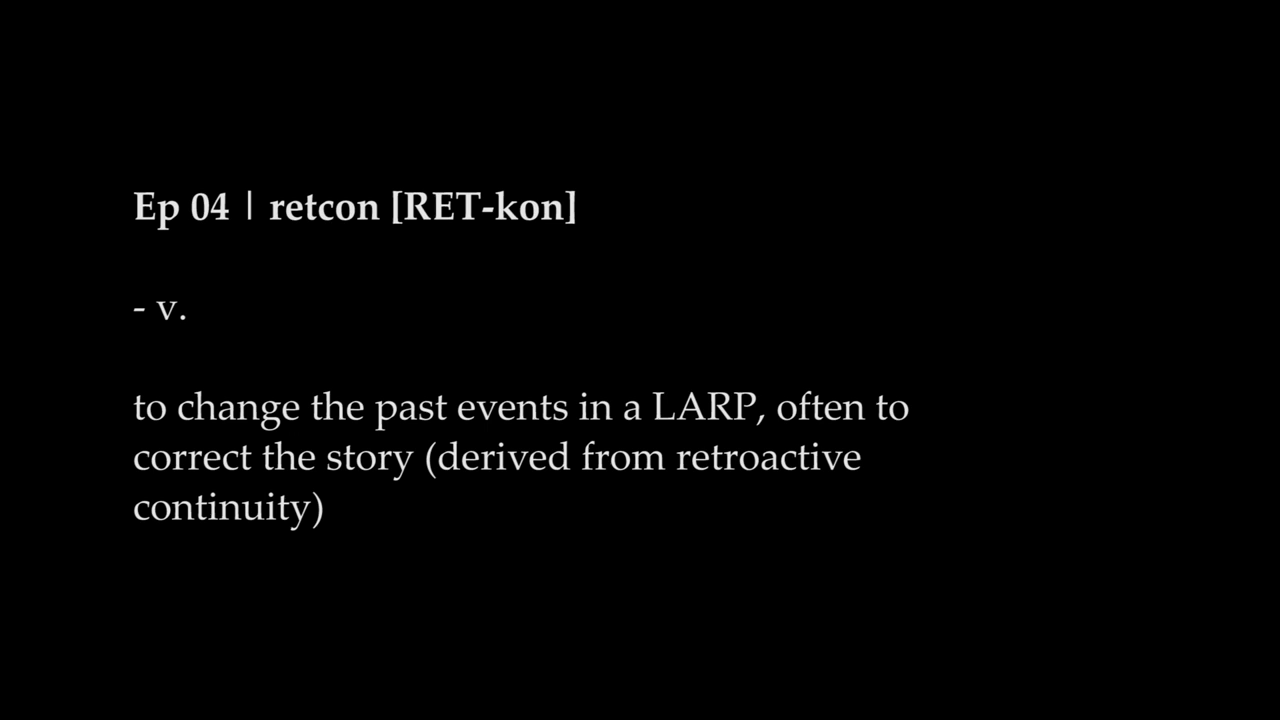 Ep 04 | retcon [RET-kon]
- v.
to change the past events in a LARP, often to
correct the story (derived from retroactive
continuity)